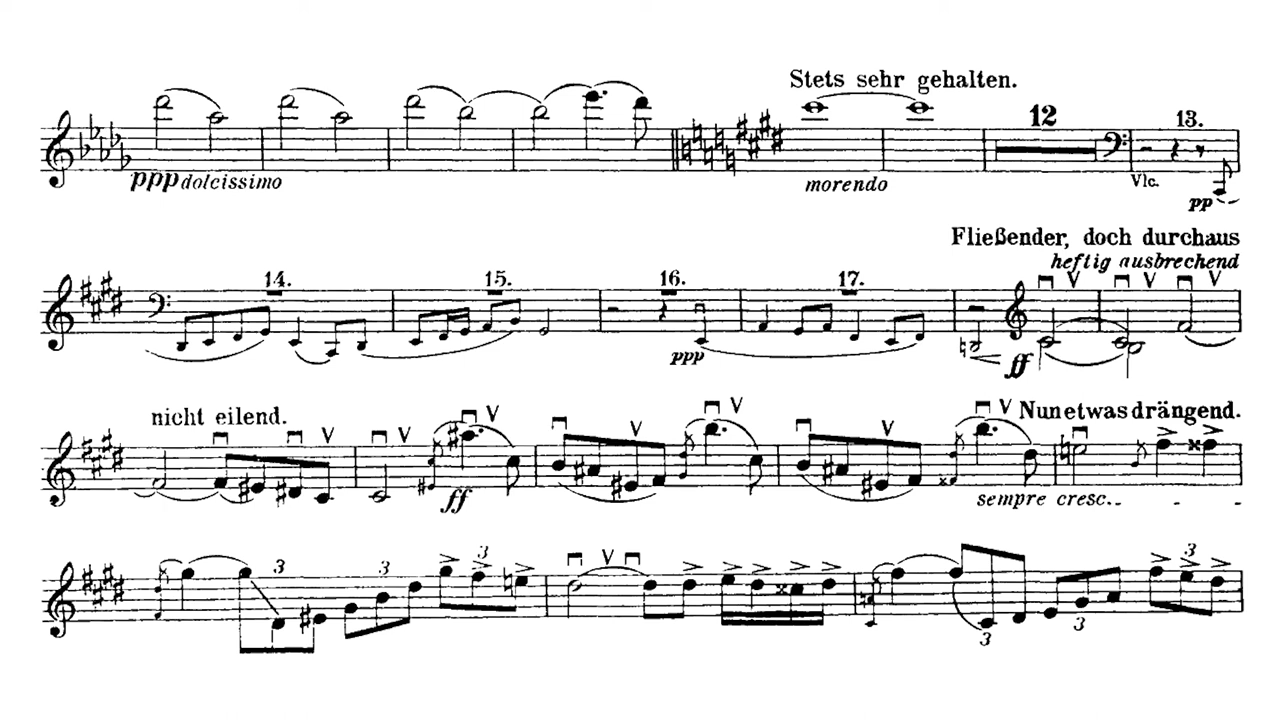 Stets sehr gehalten.
12
13.
ppp dolcissimo
morendo
Vlc.
pp
Fließender, doch durchaus
heftig ausbrechend
14.
15.
16.
17.
ppp
ff
nicht eilend.
Nun etwas drängend.
ff
sempre cresc.
3
3
3
3
3
3